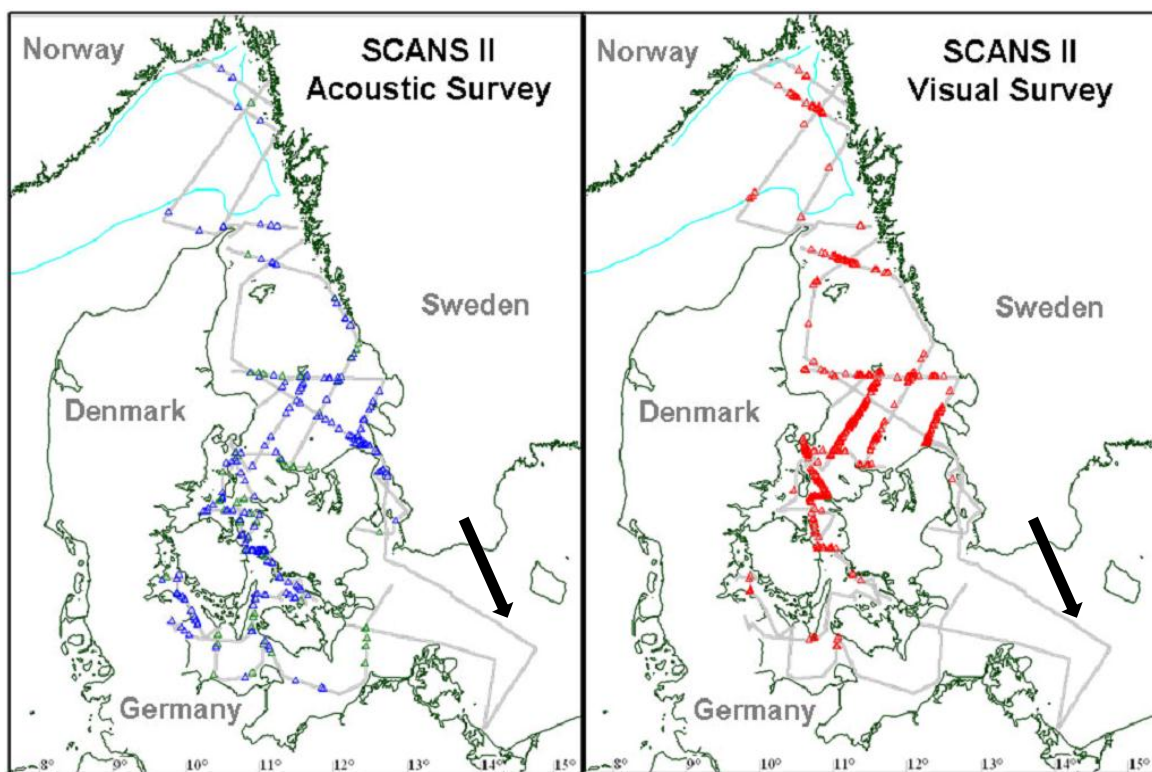 Norway
SCANS II
Acoustic Survey
Sweden
Denmark
Germany
8° 9° 10° 11° 12° 13° 14° 15°
Norway
SCANS II
Visual Survey
Sweden
Denmark
Germany
8° 9° 10° 11° 12° 13° 14° 15°